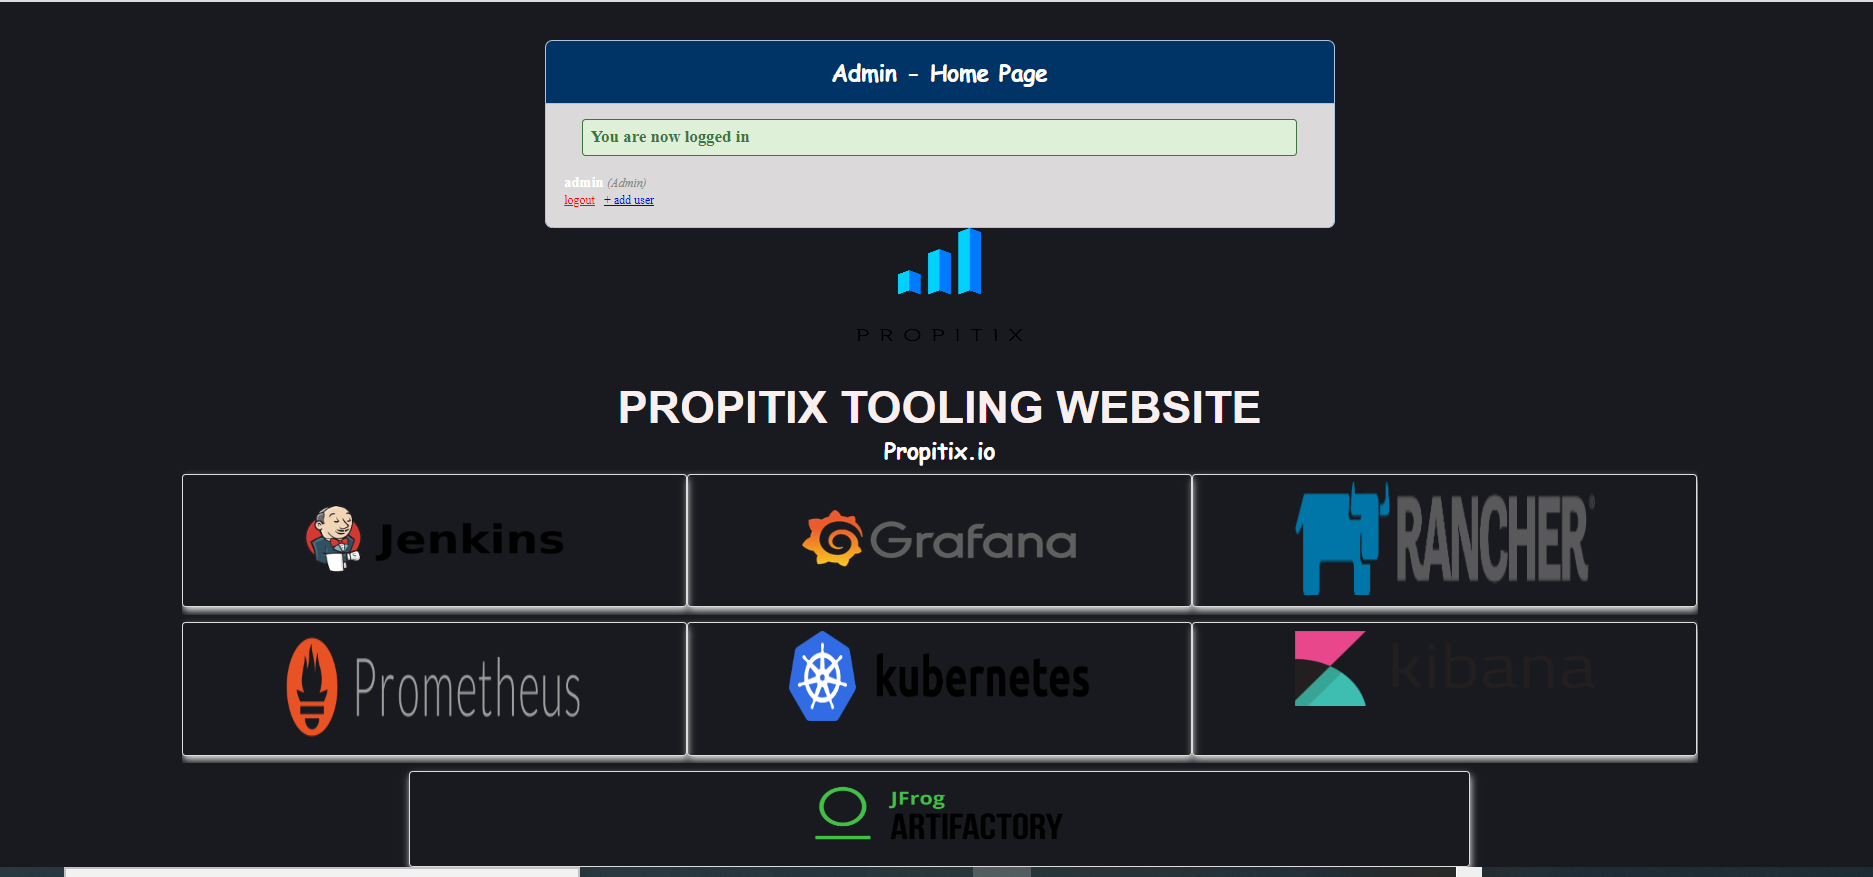 Admin - Home Page
You are now logged in
admin (Admin)
logout + add user
PROPITIX
PROPITIX TOOLING WEBSITE
Propitix.io
Jenkins
Grafana
RANCHER®
Prometheus
kubernetes
kibana
JFrog
ARTIFACTORY